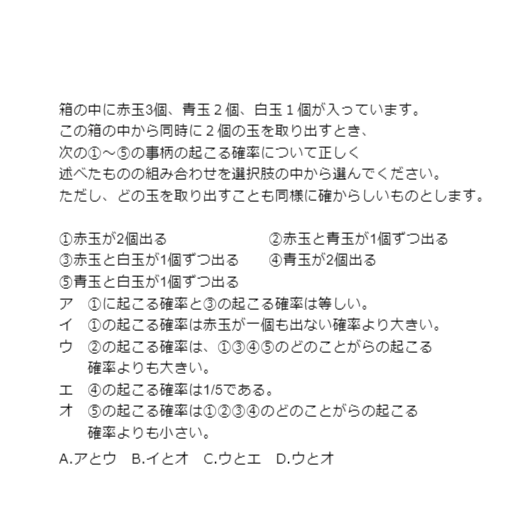 箱の中に赤玉3個、青玉２個、白玉１個が入っています。
この箱の中から同時に２個の玉を取り出すとき、
次の①～⑤の事柄の起こる確率について正しく
述べたものの組み合わせを選択肢の中から選んでください。
ただし、どの玉を取り出すことも同様に確からしいものとします。
①赤玉が2個出る　②赤玉と青玉が1個ずつ出る
③赤玉と白玉が1個ずつ出る　④青玉が2個出る
⑤青玉と白玉が1個ずつ出る
ア　①に起こる確率と③の起こる確率は等しい。
イ　①の起こる確率は赤玉が一個も出ない確率より大きい。
ウ　②の起こる確率は、①③④⑤のどのことがらの起こる
確率よりも大きい。
エ　④の起こる確率は1/5である。
オ　⑤の起こる確率は①②③④のどのことがらの起こる
確率よりも小さい。
A.アとウ　B.イとオ　C.ウとエ　D.ウとオ